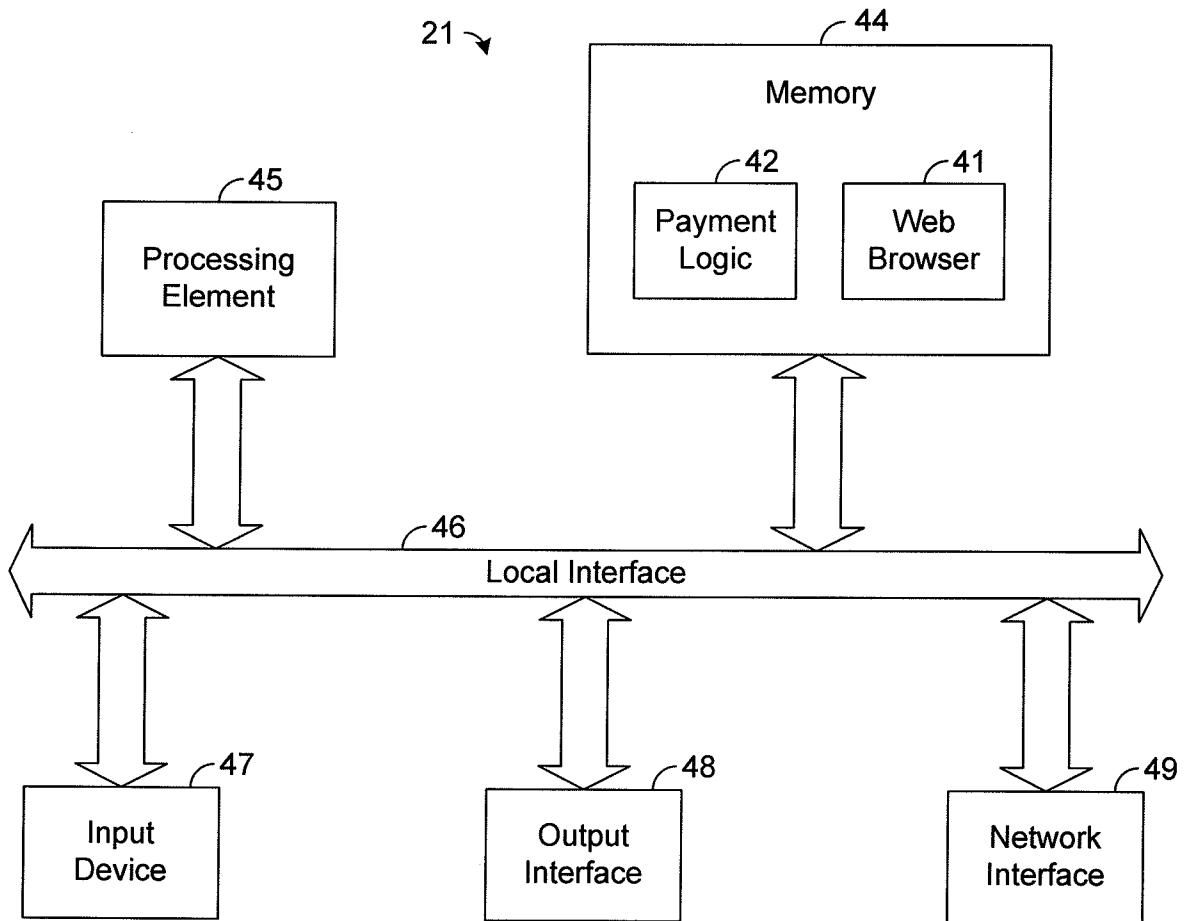 21
44
Memory
42
Payment
Logic
41
Web
Browser
45
Processing
Element
46
Local Interface
47
Input
Device
48
Output
Interface
49
Network
Interface